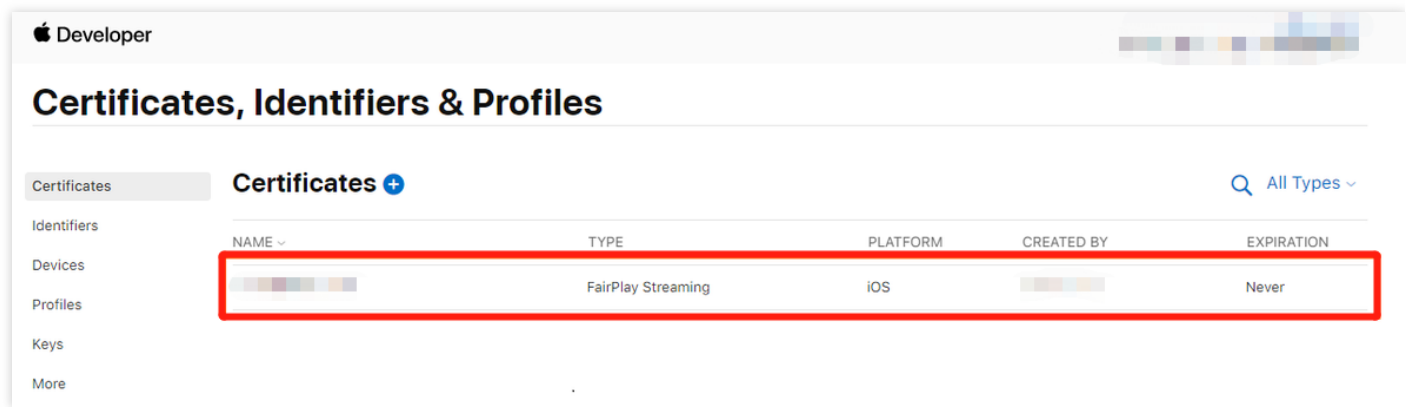 Developer
Certificates, Identifiers & Profiles
Certificates
Identifiers
Devices
Profiles
Keys
More
Certificates
All Types
NAME TYPE PLATFORM CREATED BY EXPIRATION
FairPlay Streaming iOS Never